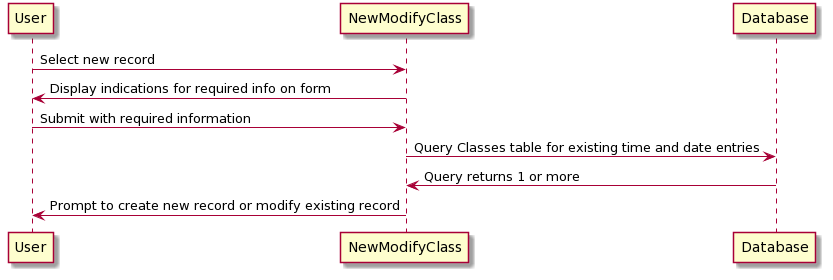 User
NewModifyClass
Database
Select new record
Display indications for required info on form
Submit with required information
Query Classes table for existing time and date entries
Query returns 1 or more
Prompt to create new record or modify existing record
User
NewModifyClass
Database